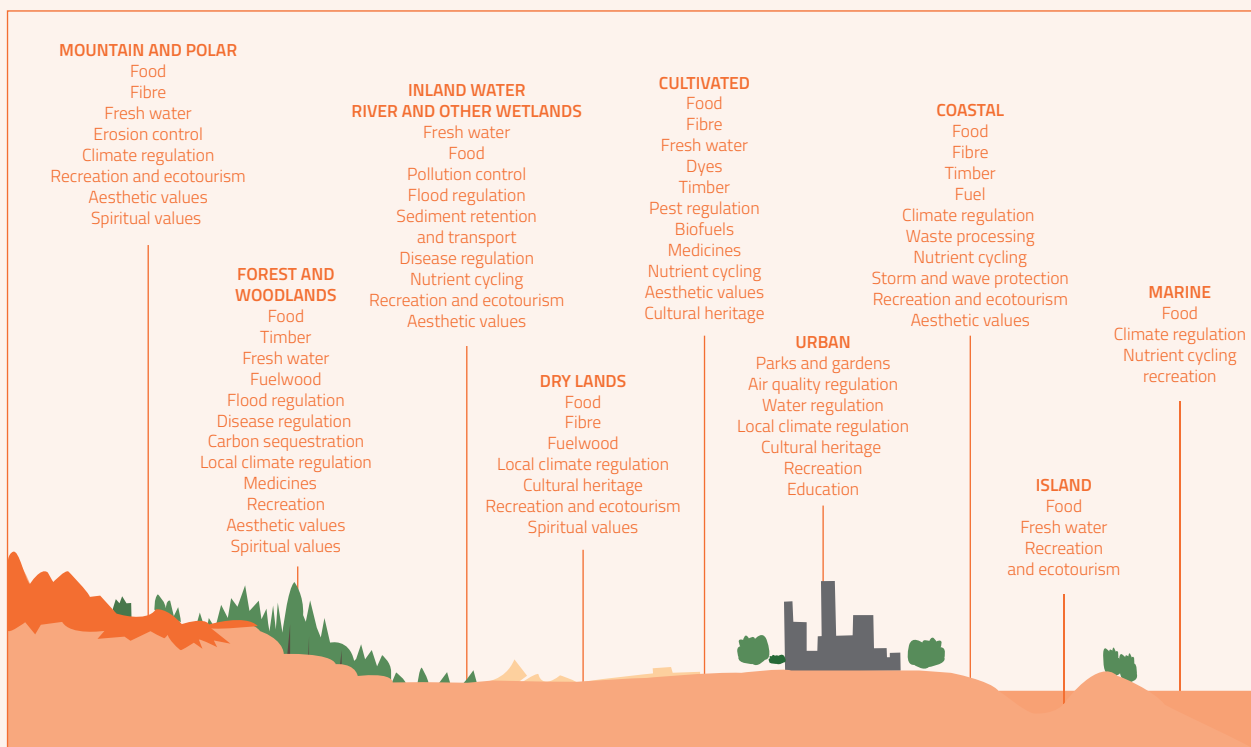 MOUNTAIN AND POLAR
Food
Fibre
Fresh water
Erosion control
Climate regulation
Recreation and ecotourism
Aesthetic values
Spiritual values
FOREST AND
WOODLANDS
Food
Timber
Fresh water
Fuelwood
Flood regulation
Disease regulation
Carbon sequestration
Local climate regulation
Medicines
Recreation
Aesthetic values
Spiritual values
INLAND WATER
RIVER AND OTHER WETLANDS
Fresh water
Food
Pollution control
Flood regulation
Sediment retention
and transport
Disease regulation
Nutrient cycling
Recreation and ecotourism
Aesthetic values
DRY LANDS
Food
Fibre
Fuelwood
Local climate regulation
Cultural heritage
Recreation and ecotourism
Spiritual values
CULTIVATED
Food
Fibre
Fresh water
Dyes
Timber
Pest regulation
Biofuels
Medicines
Nutrient cycling
Aesthetic values
Cultural heritage
URBAN
Parks and gardens
Air quality regulation
Water regulation
Local climate regulation
Cultural heritage
Recreation
Education
COASTAL
Food
Fibre
Timber
Fuel
Climate regulation
Waste processing
Nutrient cycling
Storm and wave protection
Recreation and ecotourism
Aesthetic values
ISLAND
Food
Fresh water
Recreation
and ecotourism
MARINE
Food
Climate regulation
Nutrient cycling
recreation